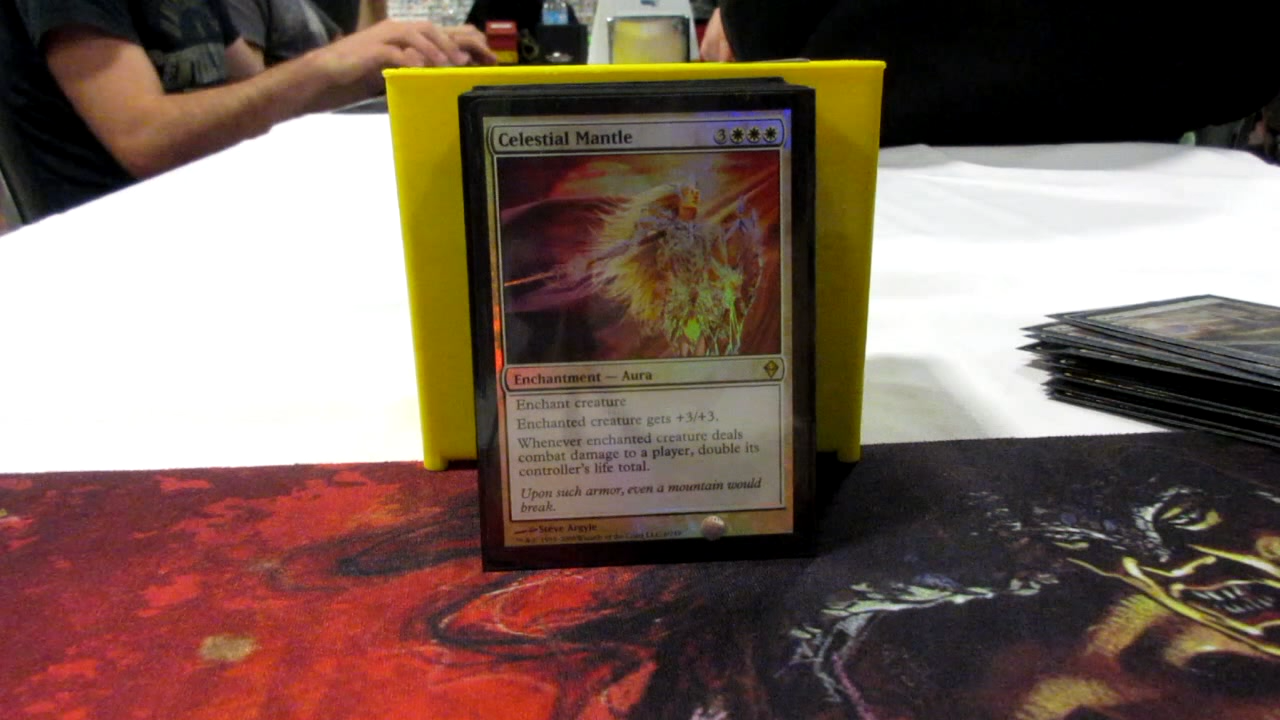 Celestial Mantle 3
Enchantment — Aura
Enchant creature
Enchanted creature gets +3/+3.
Whenever enchanted creature deals
combat damage to a player, double its
controller's life total.
Upon such armor, even a mountain would
break.
Steve Argyle